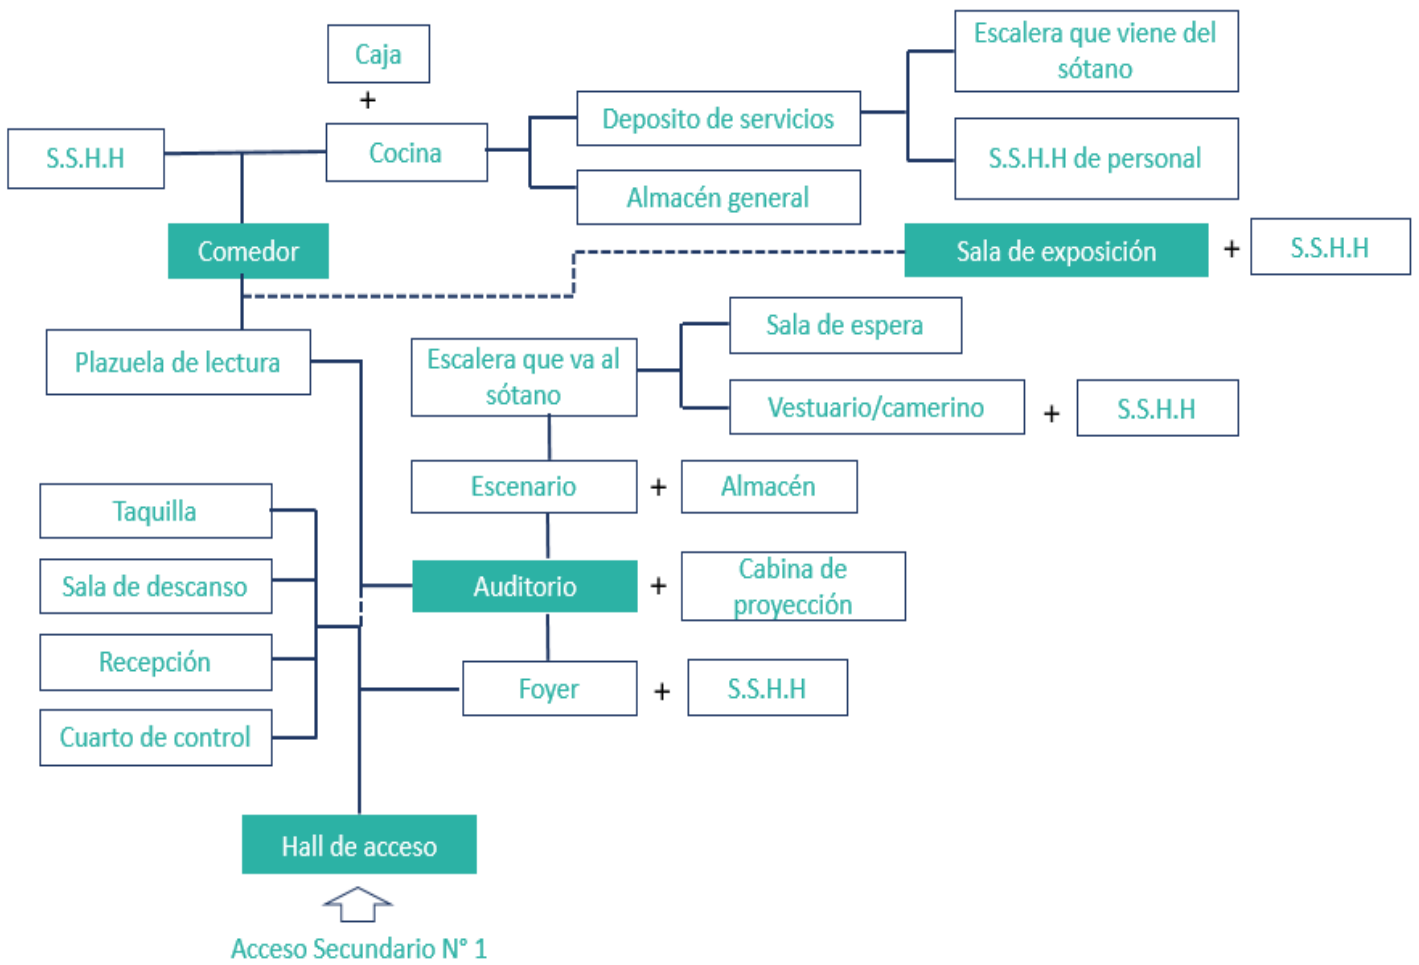 Escalera que viene del
sótano
Caja
+
Deposito de servicios
S.S.H.H
Cocina
S.S.H.H de personal
Almacén general
Comedor
Sala de exposición
+
S.S.H.H
Sala de espera
Plazuela de lectura
Escalera que va al
sótano
Vestuario/camerino
+
S.S.H.H
Taquilla
Escenario
+
Almacén
Sala de descanso
Auditorio
+
Cabina de
proyección
Recepción
Foyer
+
S.S.H.H
Cuarto de control
Hall de acceso
Acceso Secundario N° 1